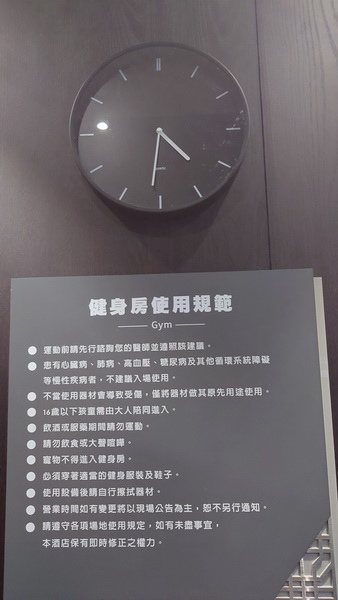 健身房使用規範
Gym
運動前請先行諮詢您的醫師並遵照該建議。
患有心臟病、肺病、高血壓、糖尿病及其他循環系統障礙
等慢性疾病者，不建議入場使用。
不當使用器材會導致受傷，僅將器材做其原先用途使用。
16歲以下孩童需由大人陪同進入。
飲酒或服藥期間請勿運動。
請勿飲食或大聲喧嘩。
寵物不得進入健身房。
必須穿著適當的健身服裝及鞋子。
使用設備後請自行擦拭器材。
營業時間如有變更將以現場公告為主，恕不另行通知。
請遵守各項場地使用規定，如有未盡事宜，
本酒店保有即時修正之權力。